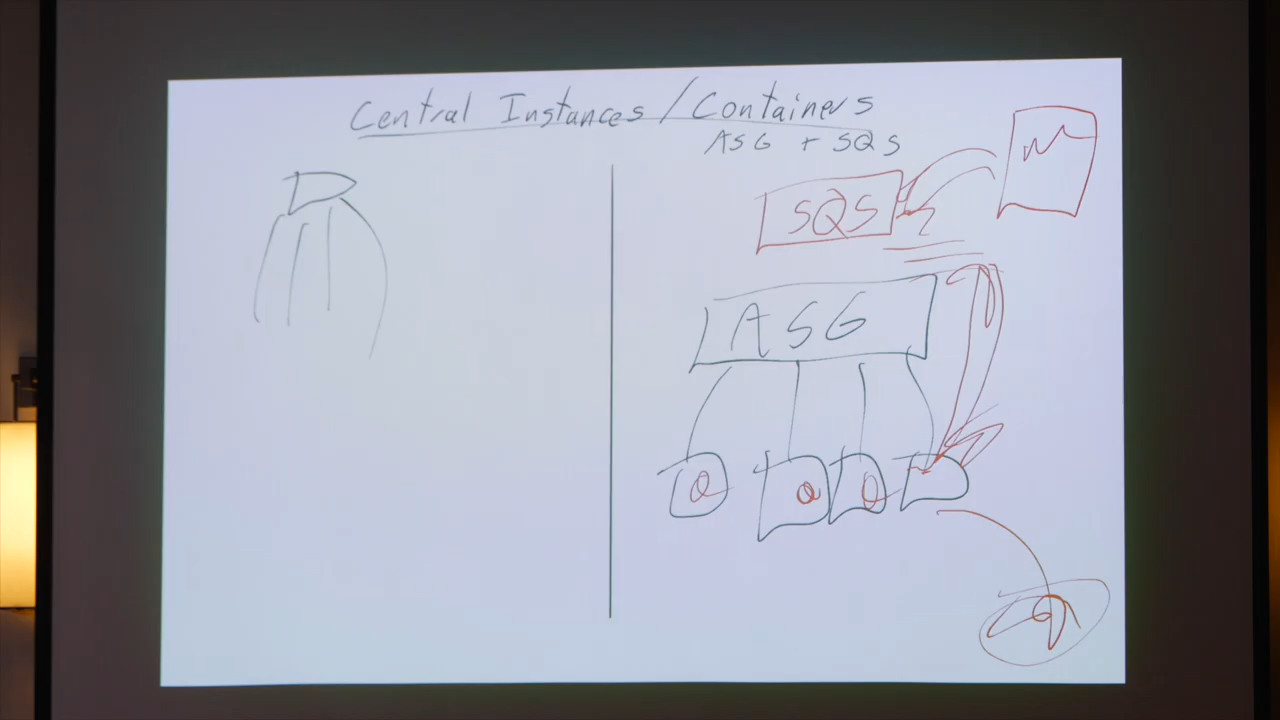 Central Instances / Containers
ASG + SQS
SQS
ASG